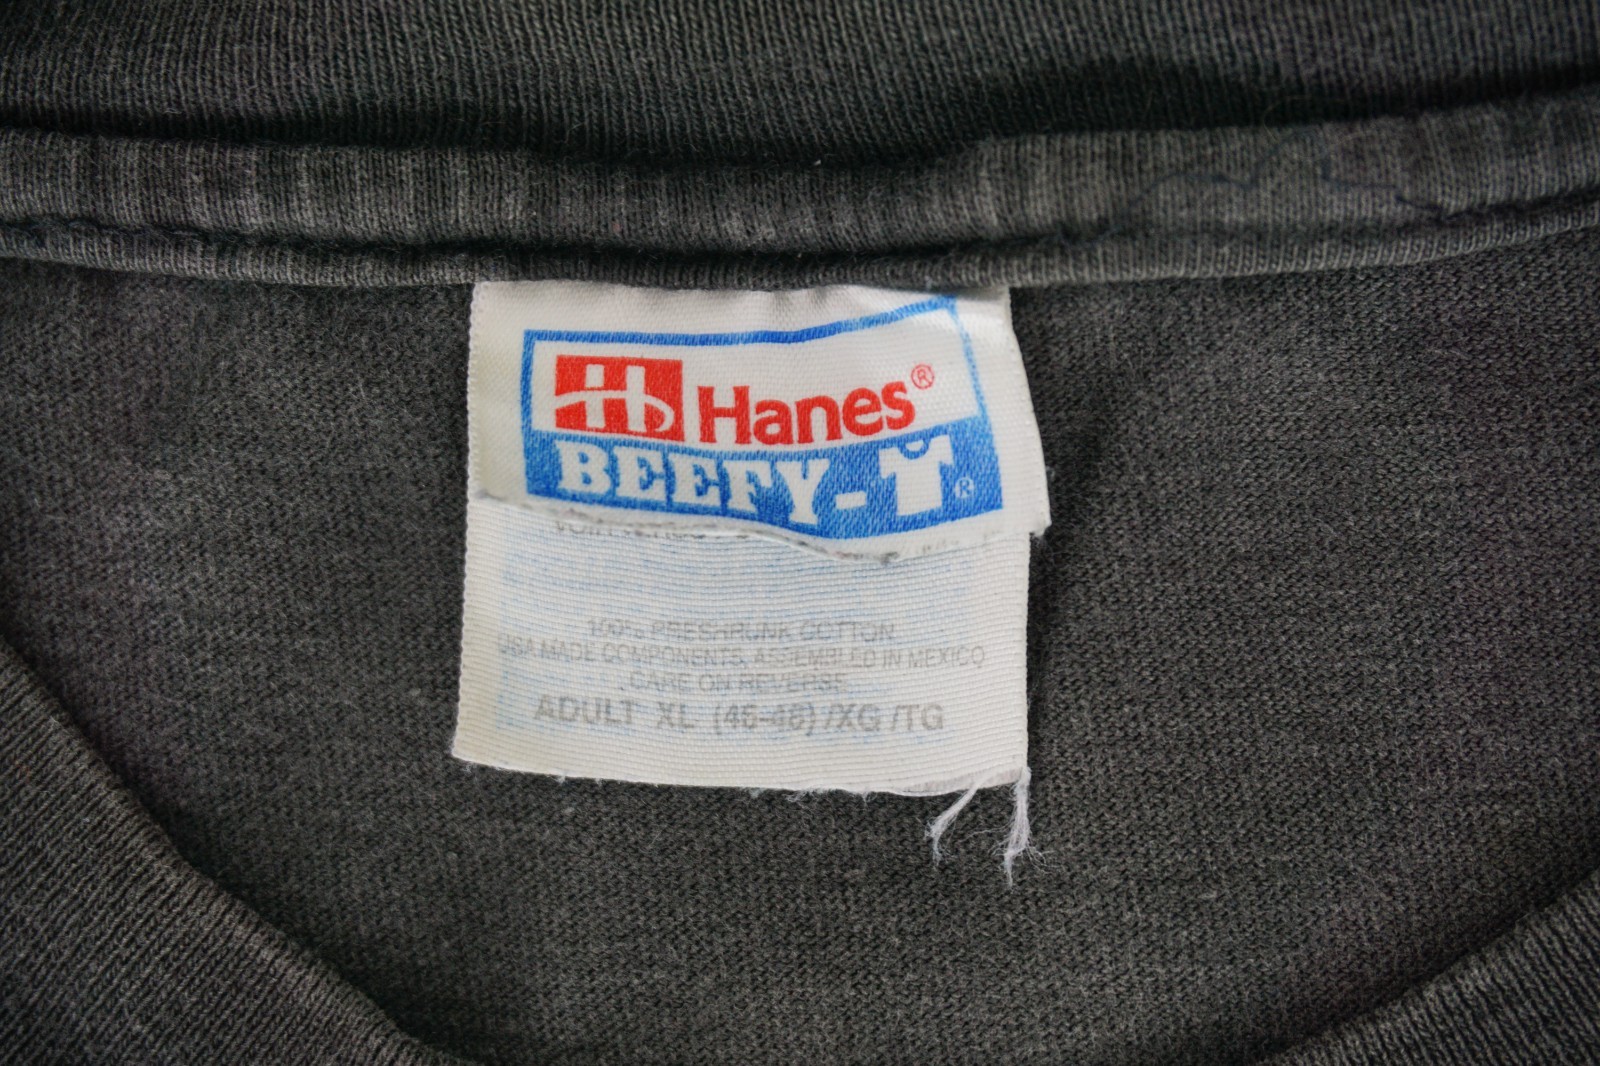 H Hanes®
BEEFY-T®
100% PRESHRUNK COTTON
USA MADE COMPONENTS, ASSEMBLED IN MEXICO
CARE ON REVERSE
ADULT XL (46-48) /XG /TG